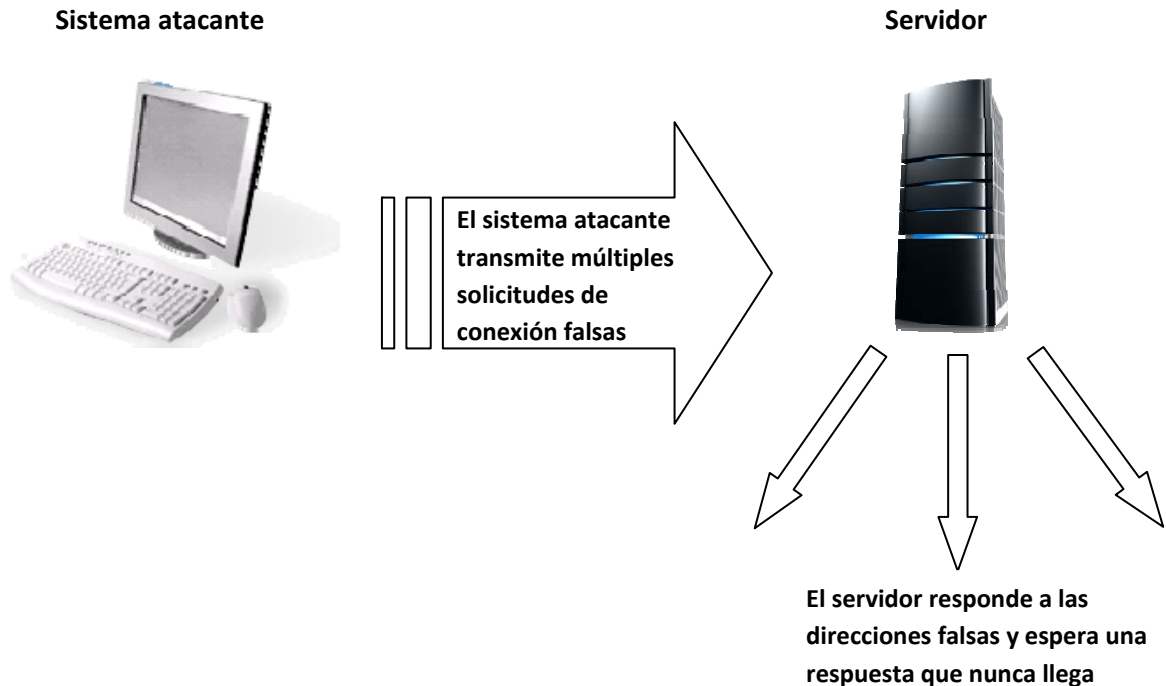 Sistema atacante
Servidor
El sistema atacante
transmite múltiples
solicitudes de
conexión falsas
El servidor responde a las
direcciones falsas y espera una
respuesta que nunca llega